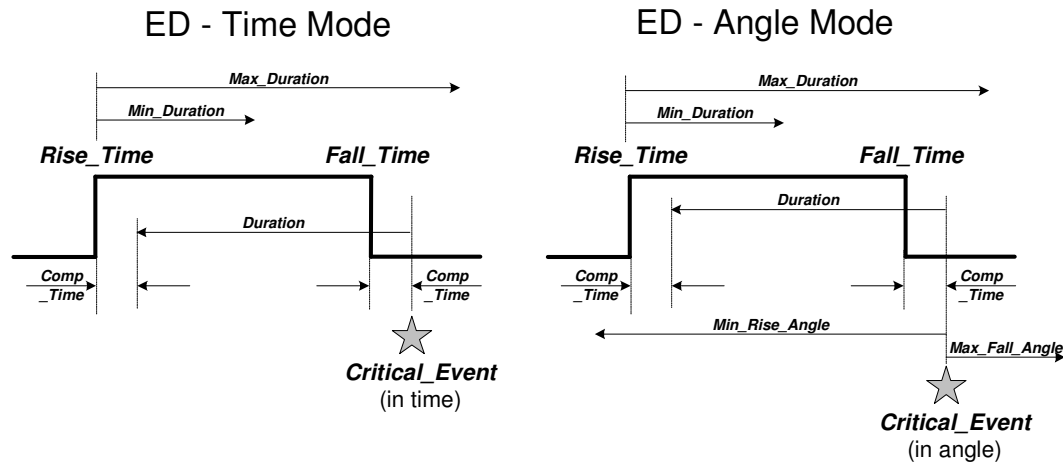 ED - Time Mode
Max_Duration
Min_Duration
Rise_Time
Fall_Time
Duration
Comp
_Time
Comp
_Time
Critical_Event
(in time)
ED - Angle Mode
Max_Duration
Min_Duration
Rise_Time
Fall_Time
Duration
Comp
_Time
Comp
_Time
Min_Rise_Angle
Max_Fall_Angle
Critical_Event
(in angle)